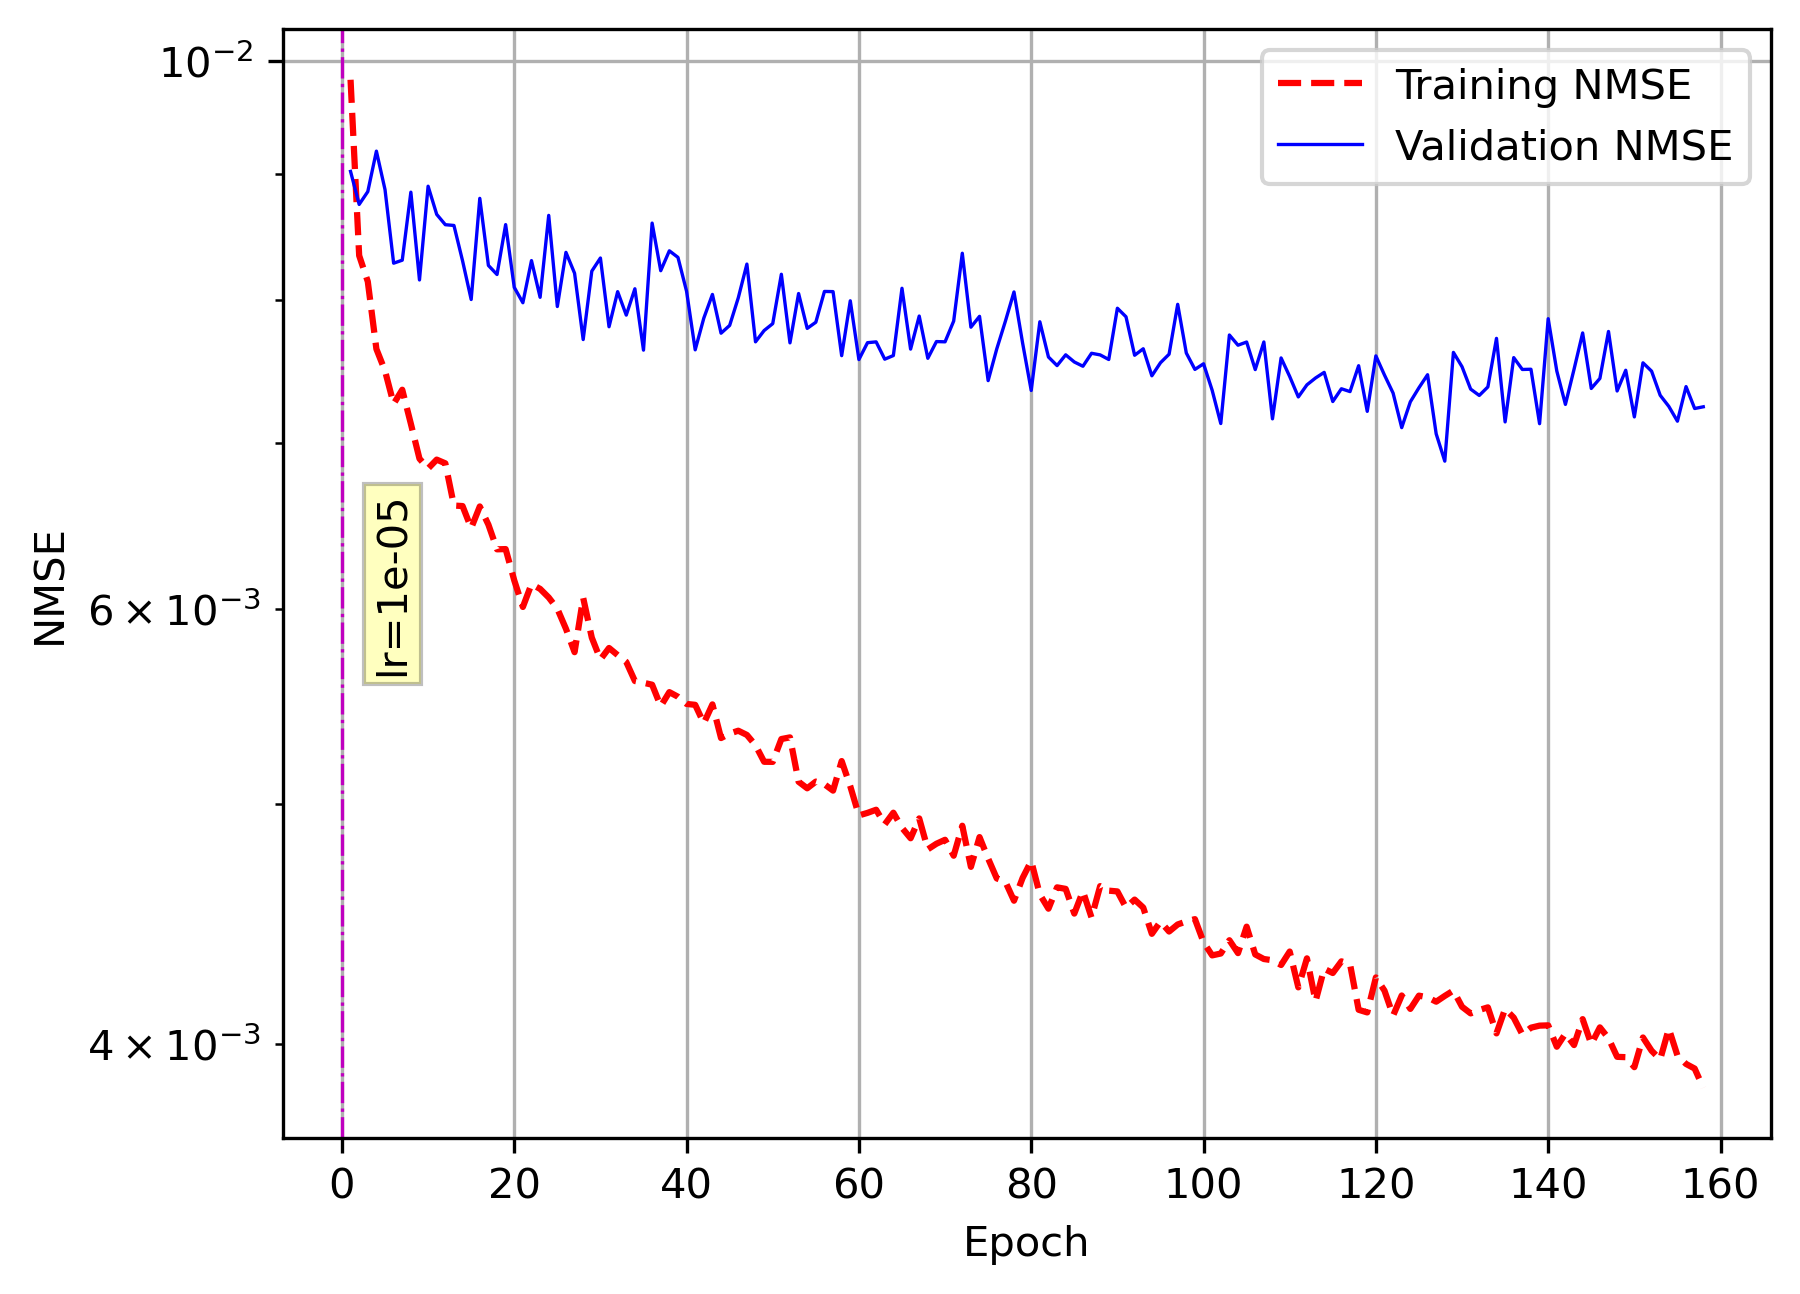 10⁻²
6 × 10⁻³
4 × 10⁻³
NMSE
Training NMSE
Validation NMSE
lr=1e-05
0 20 40 60 80 100 120 140 160
Epoch